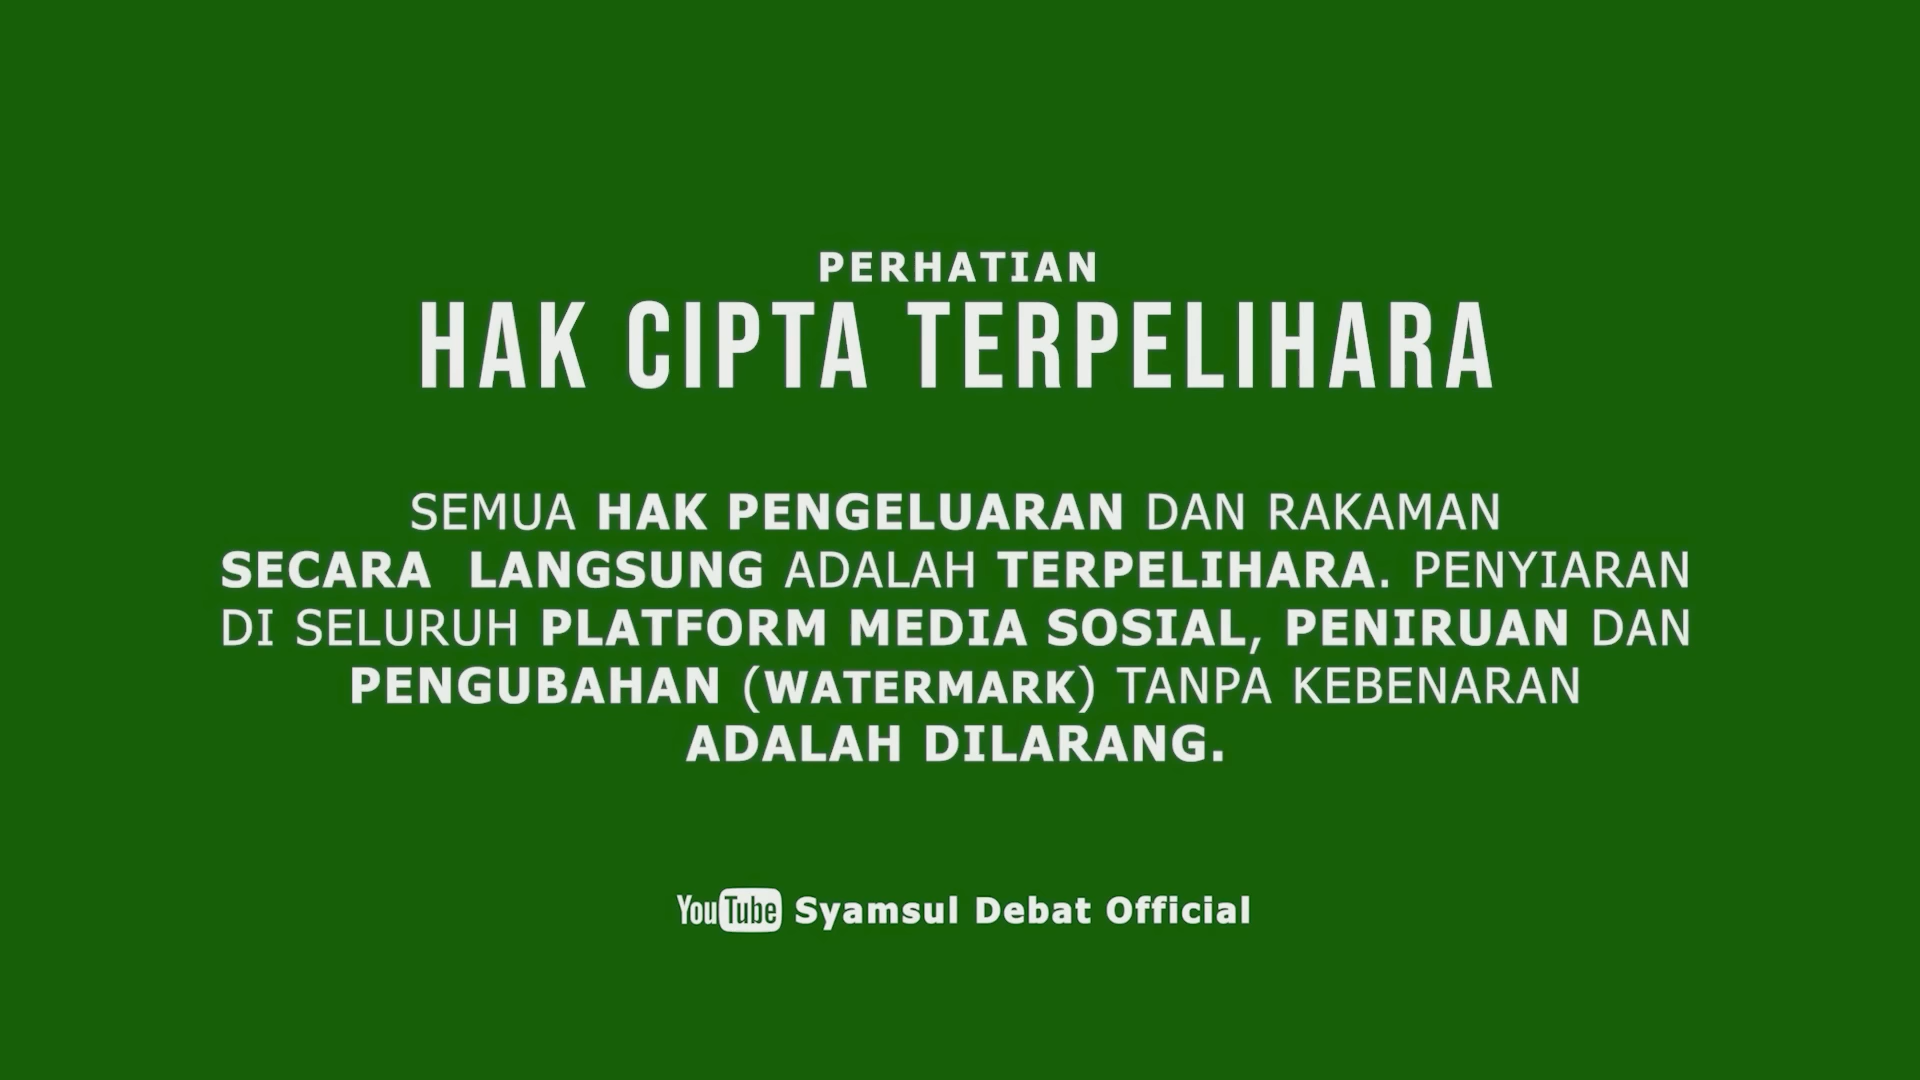 PERHATIAN
HAK CIPTA TERPELIHARA
SEMUA HAK PENGELUARAN DAN RAKAMAN
SECARA LANGSUNG ADALAH TERPELIHARA. PENYIARAN
DI SELURUH PLATFORM MEDIA SOSIAL, PENIRUAN DAN
PENGUBAHAN (WATERMARK) TANPA KEBENARAN
ADALAH DILARANG.
YouTube Syamsul Debat Official